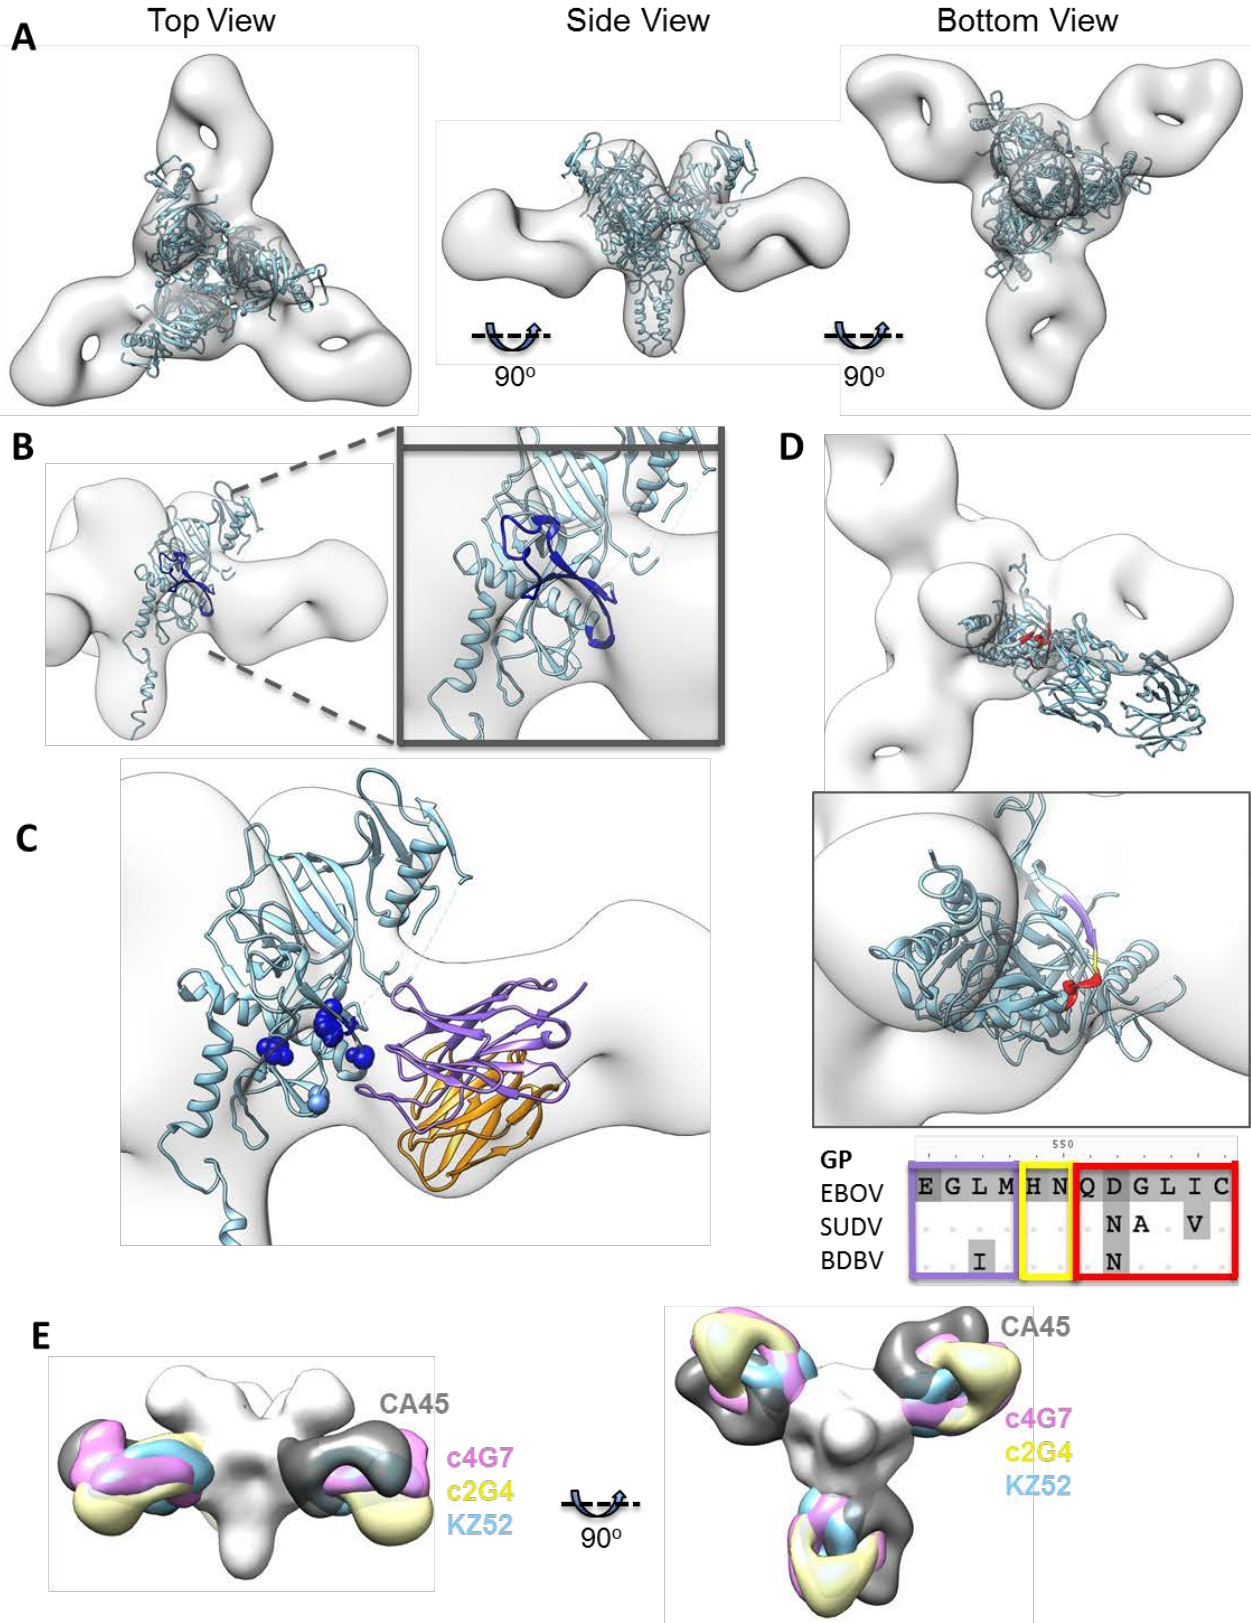 Top View
Side View
Bottom View
A
90°
90°
B
D
C
550
GP
EBOV E G L M H N Q D G L I C
SUDV . . . . . . . N A . V .
BDBV . . I . . . . N . . . .
E
CA45
c4G7
c2G4
KZ52
90°
CA45
c4G7
c2G4
KZ52